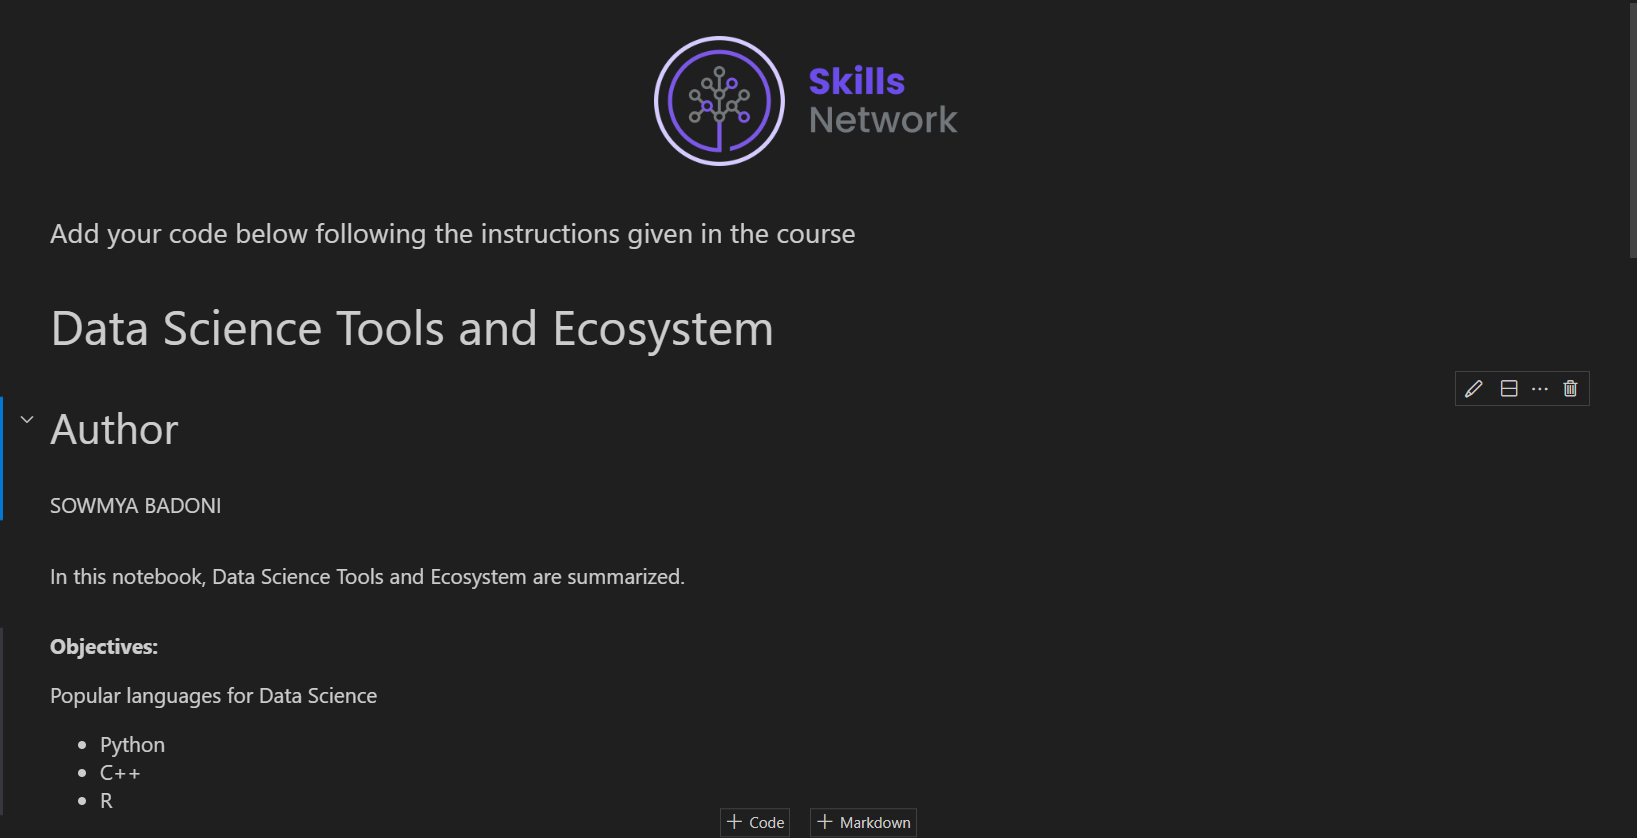 Skills
Network
Add your code below following the instructions given in the course
Data Science Tools and Ecosystem
Author
SOWMYA BADONI
In this notebook, Data Science Tools and Ecosystem are summarized.
Objectives:
Popular languages for Data Science
• Python
• C++
• R
+ Code + Markdown